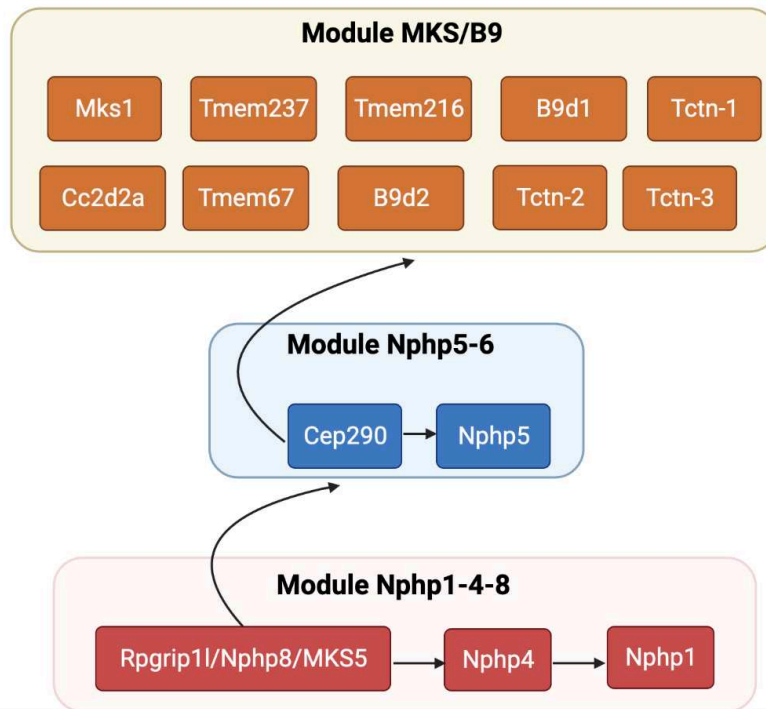 Module MKS/B9
Mks1 Tmem237 Tmem216 B9d1 Tctn-1
Cc2d2a Tmem67 B9d2 Tctn-2 Tctn-3
Module Nphp5-6
Cep290 Nphp5
Module Nphp1-4-8
Rpgrip1l/Nphp8/MKS5 Nphp4 Nphp1